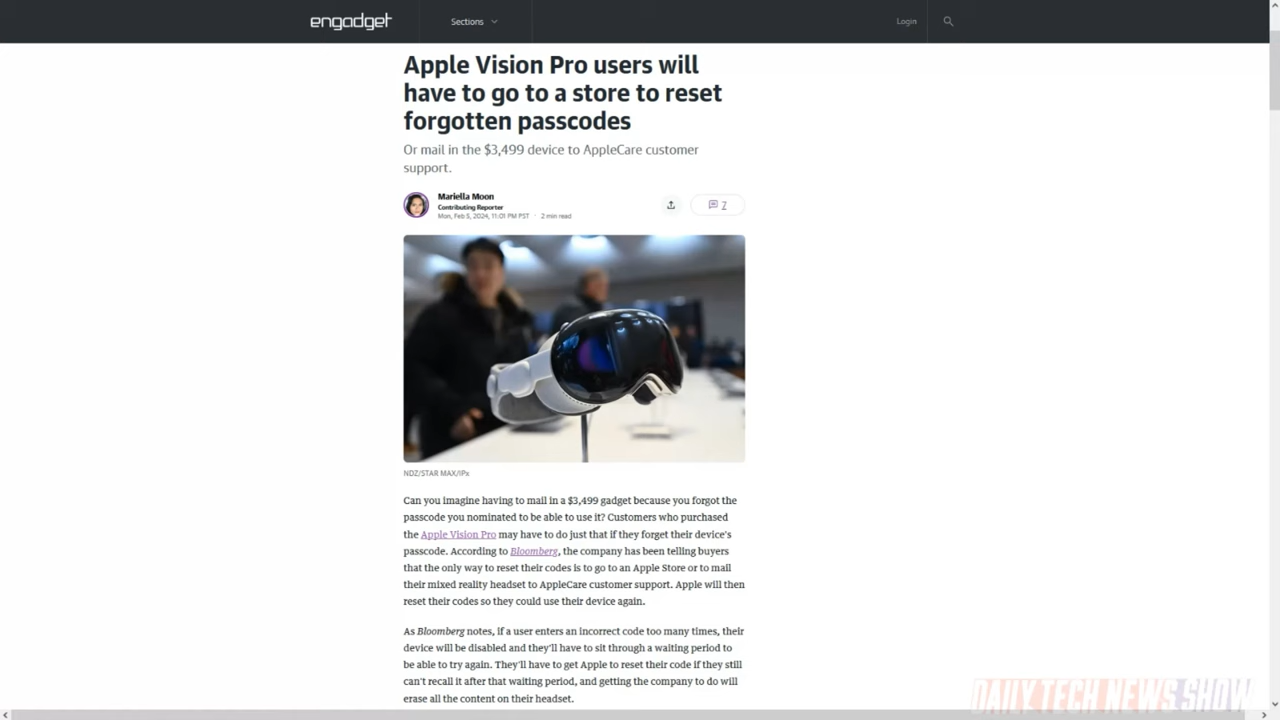 engadget
Sections
Login
Apple Vision Pro users will
have to go to a store to reset
forgotten passcodes
Or mail in the $3,499 device to AppleCare customer
support.
Mariella Moon
Contributing Reporter
Mon, Feb 5, 2024, 11:01 PM PST · 2 min read
7
NDZ/STAR MAX/IPx
Can you imagine having to mail in a $3,499 gadget because you forgot the
passcode you nominated to be able to use it? Customers who purchased
the Apple Vision Pro may have to do just that if they forget their device's
passcode. According to Bloomberg, the company has been telling buyers
that the only way to reset their codes is to go to an Apple Store or to mail
their mixed reality headset to AppleCare customer support. Apple will then
reset their codes so they could use their device again.
As Bloomberg notes, if a user enters an incorrect code too many times, their
device will be disabled and they'll have to sit through a waiting period to
be able to try again. They'll have to get Apple to reset their code if they still
can't recall it after that waiting period, and getting the company to do will
erase all the content on their headset.
DAILY TECH NEWS SHOW